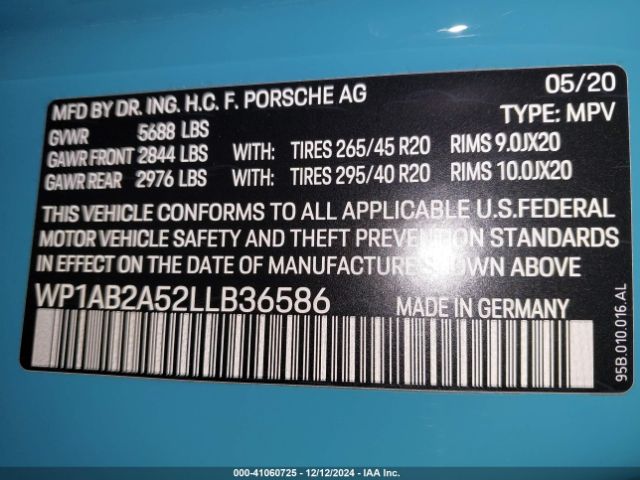 MFD BY DR. ING. H.C. F. PORSCHE AG 05/20
GVWR 5688 LBS TYPE: MPV
GAWR FRONT 2844 LBS WITH: TIRES 265/45 R20 RIMS 9.0JX20
GAWR REAR 2976 LBS WITH: TIRES 295/40 R20 RIMS 10.0JX20
THIS VEHICLE CONFORMS TO ALL APPLICABLE U.S.FEDERAL
MOTOR VEHICLE SAFETY AND THEFT PREVENTION STANDARDS
IN EFFECT ON THE DATE OF MANUFACTURE SHOWN ABOVE.
WP1AB2A52LLB36586 MADE IN GERMANY
95B.010.016.AL
000-41060725 - 12/12/2024 - IAA Inc.